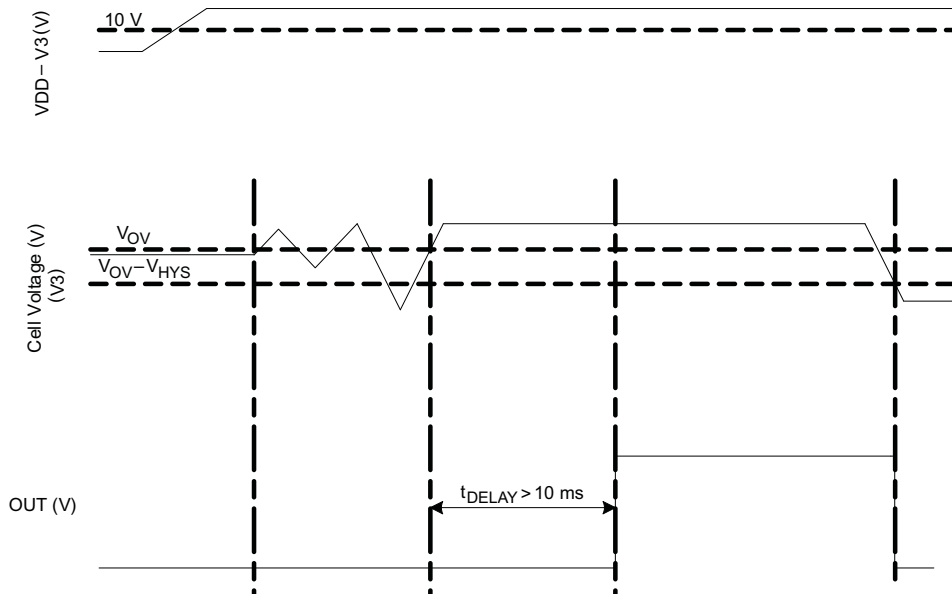 VDD – V3 (V)
10 V
Cell Voltage (V)
(V3)
VOV
VOV – VHYS
tDELAY > 10 ms
OUT (V)